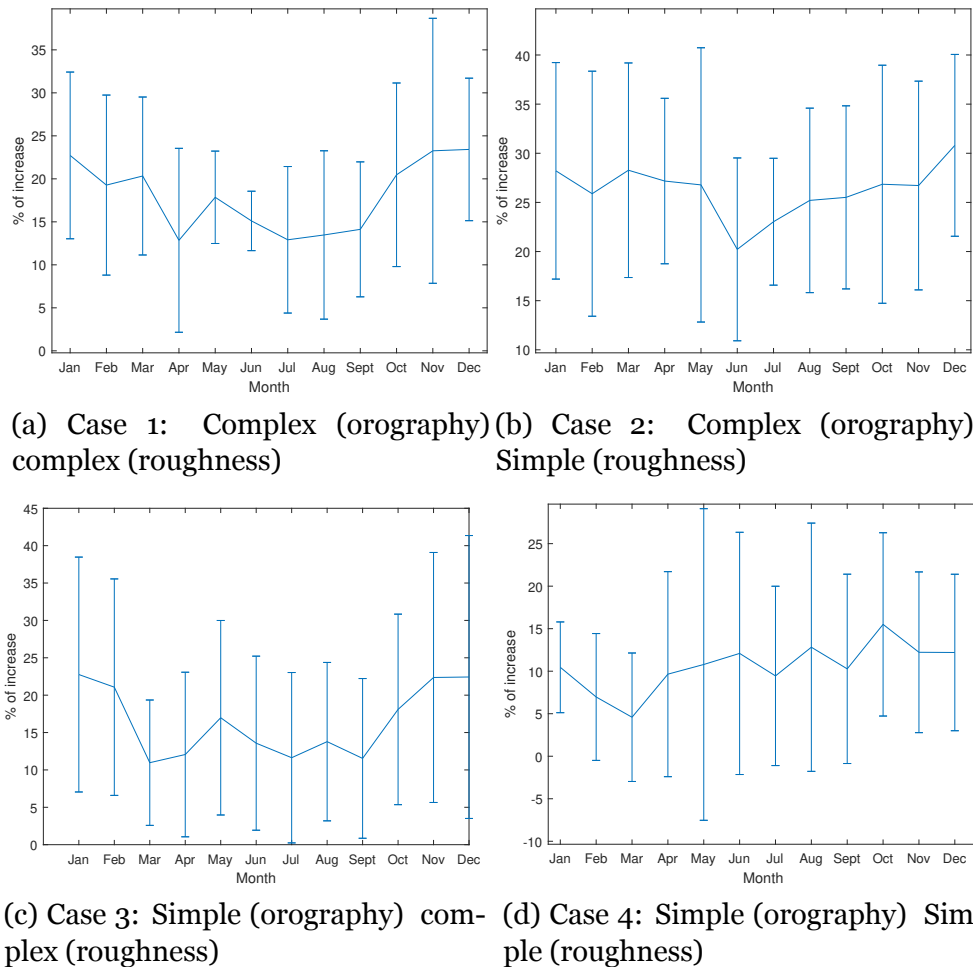 35
30
25
20
15
10
5
0
% of increase
Jan Feb Mar Apr May Jun Jul Aug Sept Oct Nov Dec
Month
40
35
30
25
20
15
10
% of increase
Jan Feb Mar Apr May Jun Jul Aug Sept Oct Nov Dec
Month
(a) Case 1: Complex (orography)
complex (roughness)
(b) Case 2: Complex (orography)
Simple (roughness)
45
40
35
30
25
20
15
10
5
0
% of increase
Jan Feb Mar Apr May Jun Jul Aug Sept Oct Nov Dec
Month
25
20
15
10
5
0
-5
-10
% of increase
Jan Feb Mar Apr May Jun Jul Aug Sept Oct Nov Dec
Month
(c) Case 3: Simple (orography) com-
plex (roughness)
(d) Case 4: Simple (orography) Sim
ple (roughness)